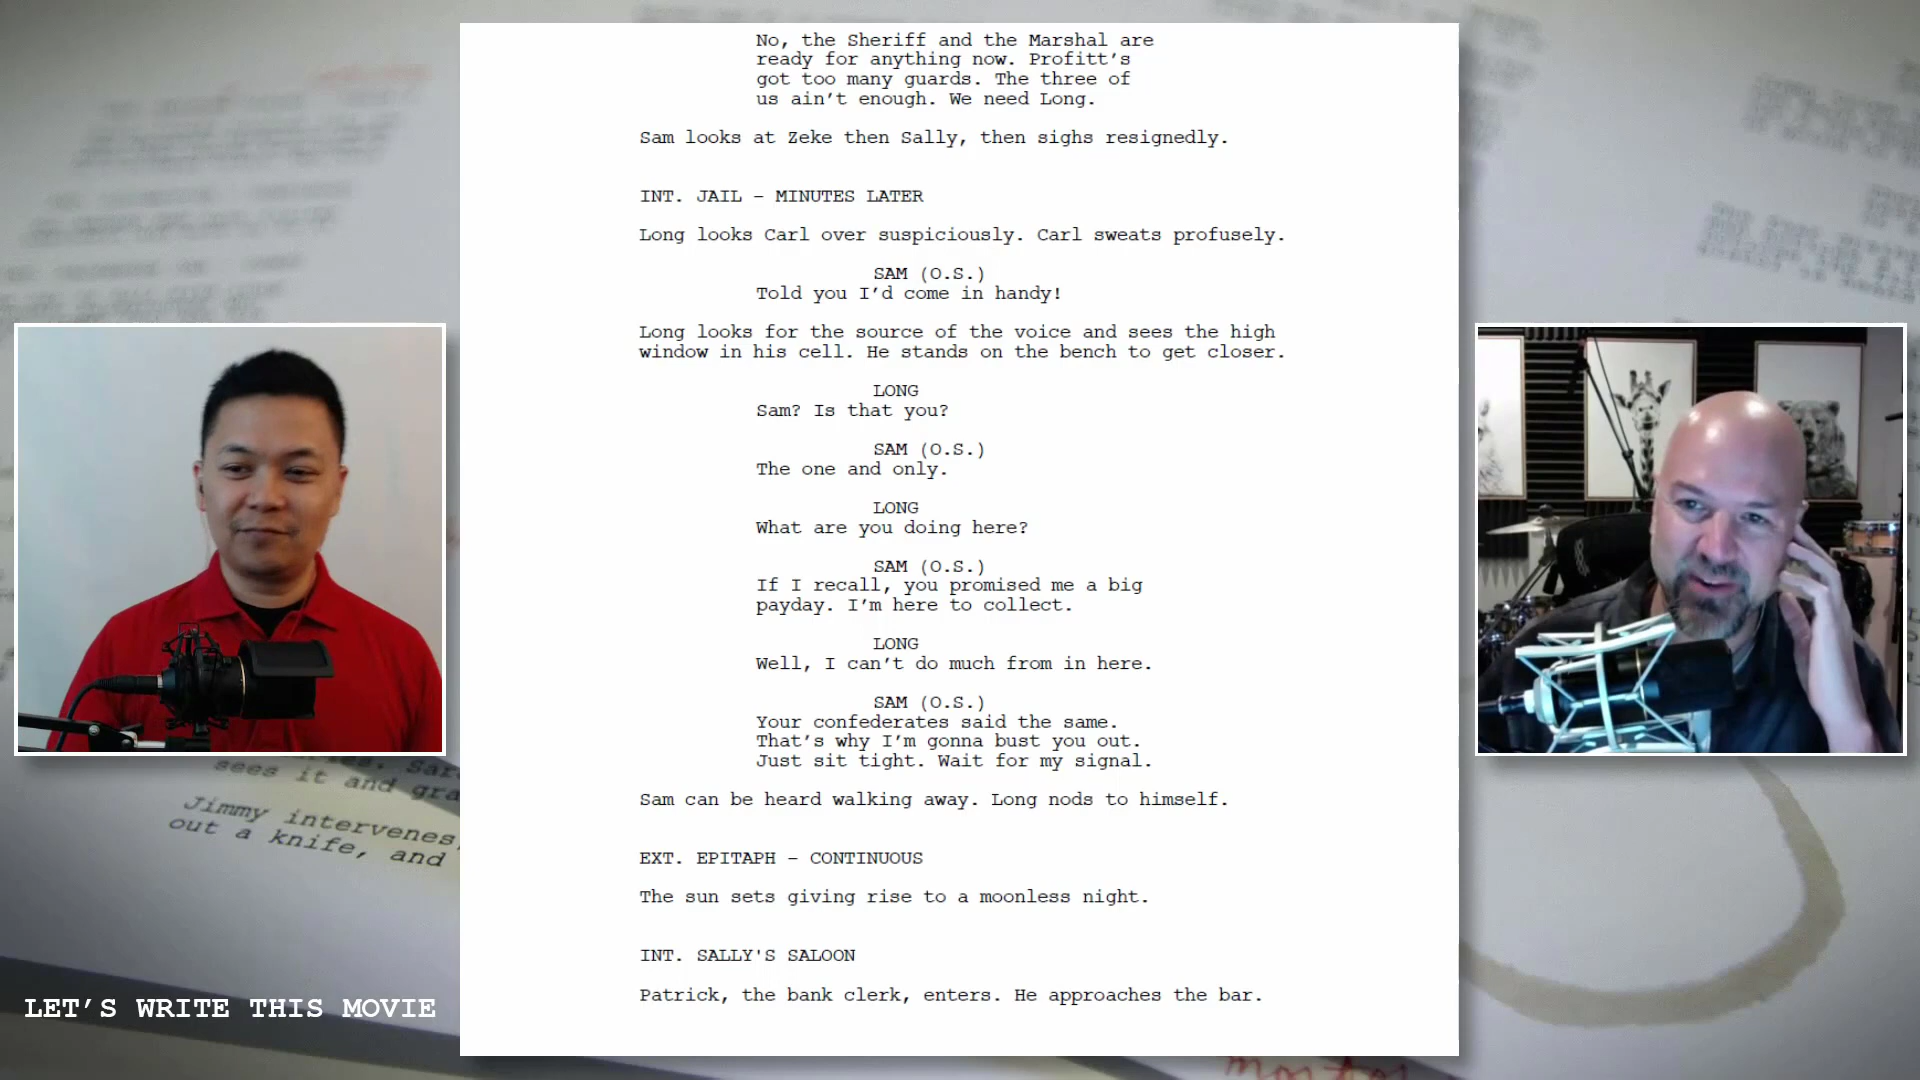 No, the Sheriff and the Marshal are
ready for anything now. Profitt's
got too many guards. The three of
us ain't enough. We need Long.
Sam looks at Zeke then Sally, then sighs resignedly.
INT. JAIL – MINUTES LATER
Long looks Carl over suspiciously. Carl sweats profusely.
SAM (O.S.)
Told you I'd come in handy!
Long looks for the source of the voice and sees the high
window in his cell. He stands on the bench to get closer.
LONG
Sam? Is that you?
SAM (O.S.)
The one and only.
LONG
What are you doing here?
SAM (O.S.)
If I recall, you promised me a big
payday. I'm here to collect.
LONG
Well, I can't do much from in here.
SAM (O.S.)
Your confederates said the same.
That's why I'm gonna bust you out.
Just sit tight. Wait for my signal.
Sam can be heard walking away. Long nods to himself.
EXT. EPITAPH – CONTINUOUS
The sun sets giving rise to a moonless night.
INT. SALLY'S SALOON
Patrick, the bank clerk, enters. He approaches the bar.
sees it and
Jimmy intervenes
out a knife, and
LET'S WRITE THIS MOVIE